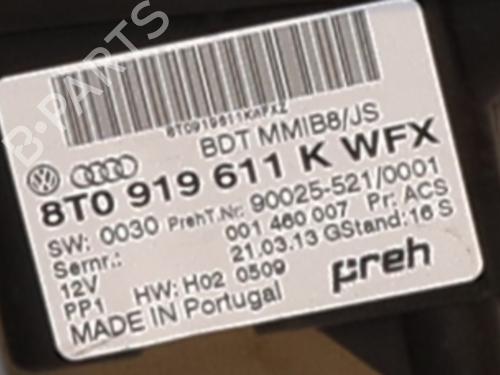 B-PARTS
8T0919611KAFXZ
BDT MMIB8/JS
8T0 919 611 K WFX
SW: 0030 PrehT.Nr. 90025-521/0001
Sernr.: 001 460 007 Pr: ACS
12V 21.03.13 GStand: 16 S
PP1 HW: H02 0509
MADE IN Portugal
preh